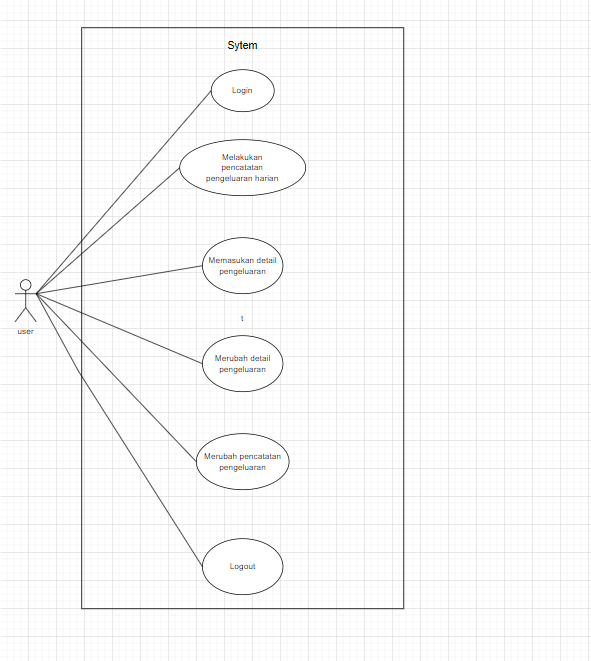 Sytem
Login
Melakukan
pencatatan
pengeluaran harian
Memasukan detail
pengeluaran
user
t
Merubah detail
pengeluaran
Merubah pencatatan
pengeluaran
Logout